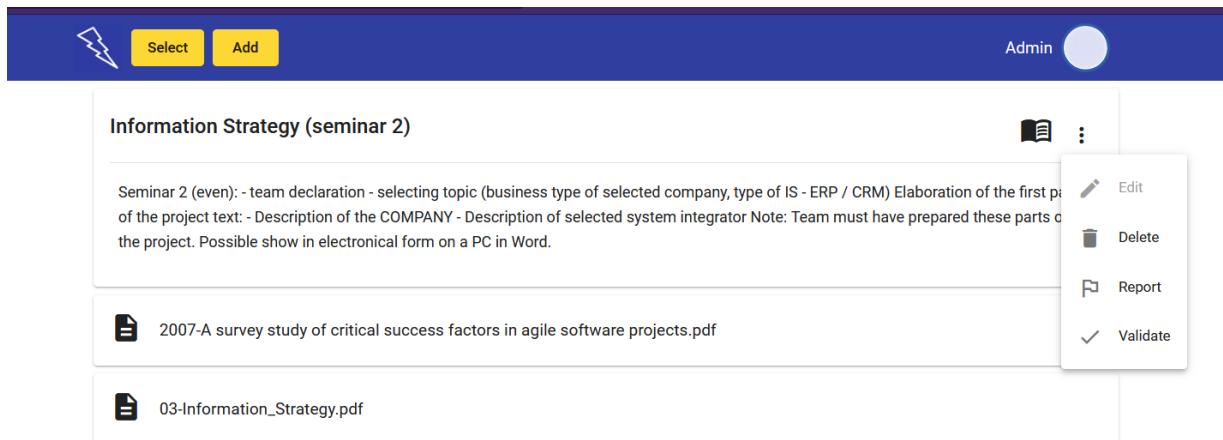 Select
Add
Admin
Information Strategy (seminar 2)
Seminar 2 (even): - team declaration - selecting topic (business type of selected company, type of IS - ERP / CRM) Elaboration of the first
of the project text: - Description of the COMPANY - Description of selected system integrator Note: Team must have prepared these parts
the project. Possible show in electronical form on a PC in Word.
Edit
Delete
Report
Validate
2007-A survey study of critical success factors in agile software projects.pdf
03-Information_Strategy.pdf